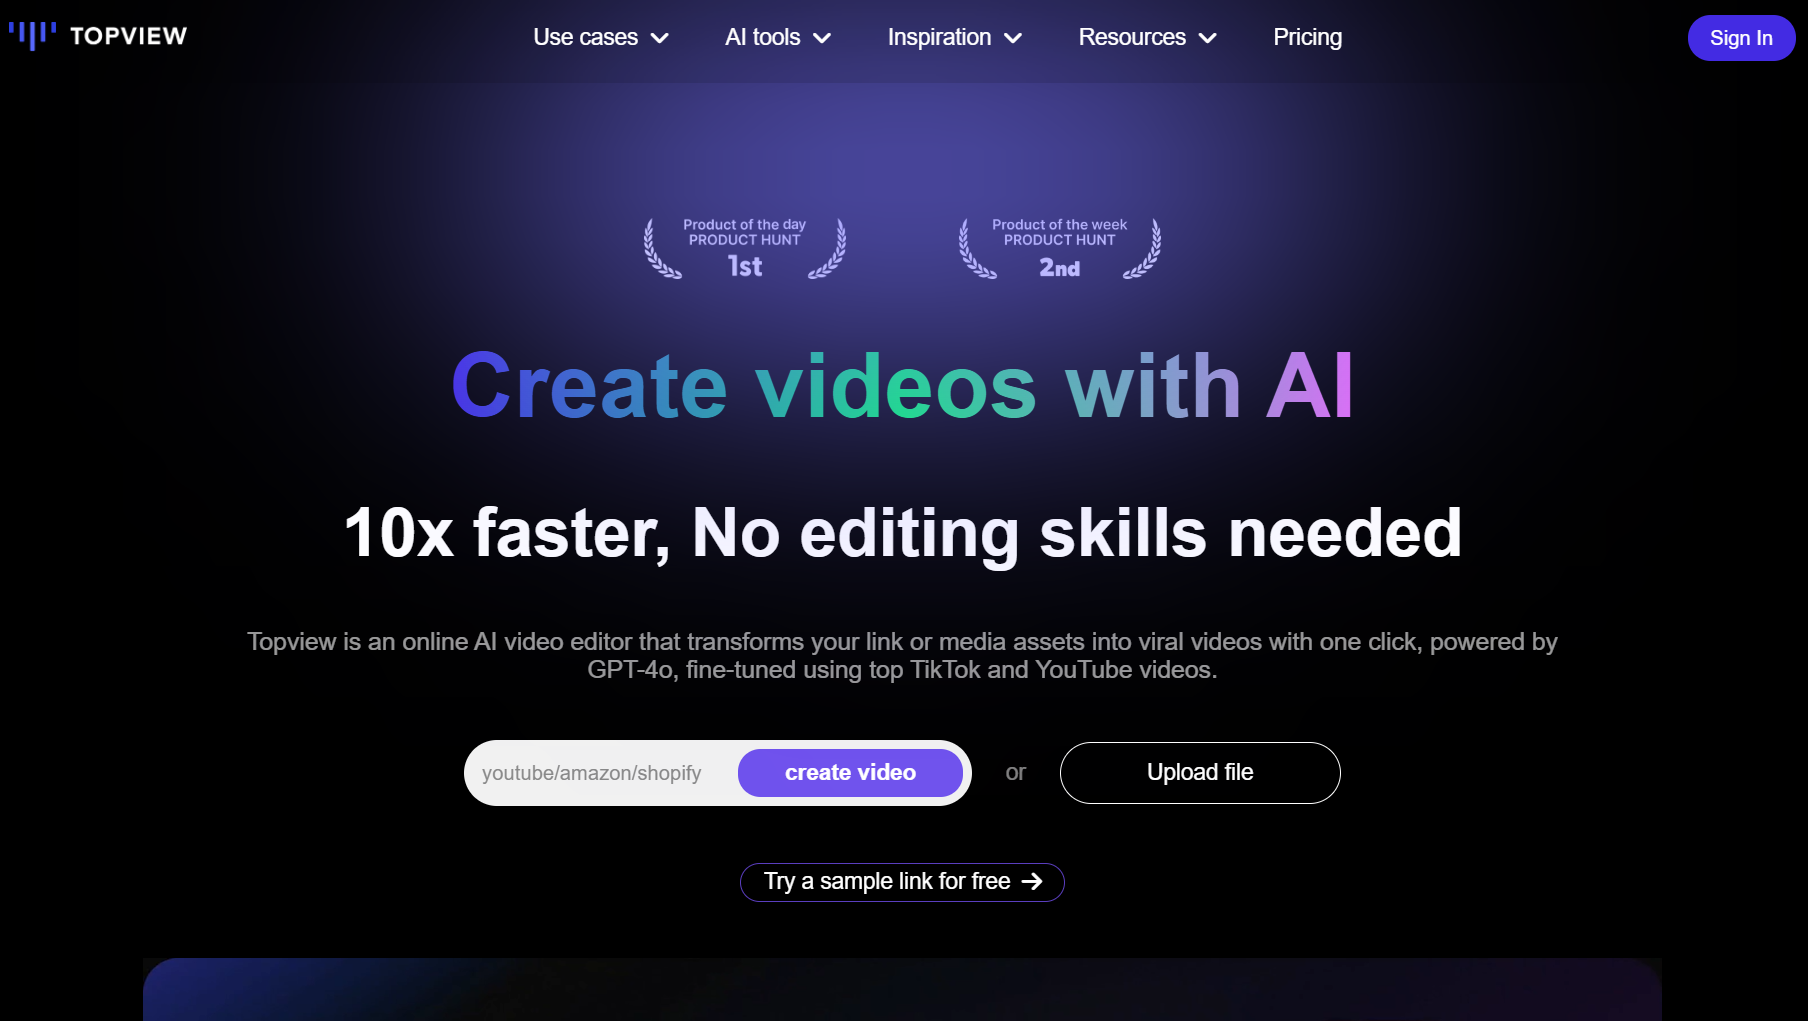 TOPVIEW
Use cases
AI tools
Inspiration
Resources
Pricing
Sign In
Product of the day
PRODUCT HUNT
1st
Product of the week
PRODUCT HUNT
2nd
Create videos with AI
10x faster, No editing skills needed
Topview is an online AI video editor that transforms your link or media assets into viral videos with one click, powered by
GPT-4o, fine-tuned using top TikTok and YouTube videos.
youtube/amazon/shopify
create video
or
Upload file
Try a sample link for free →